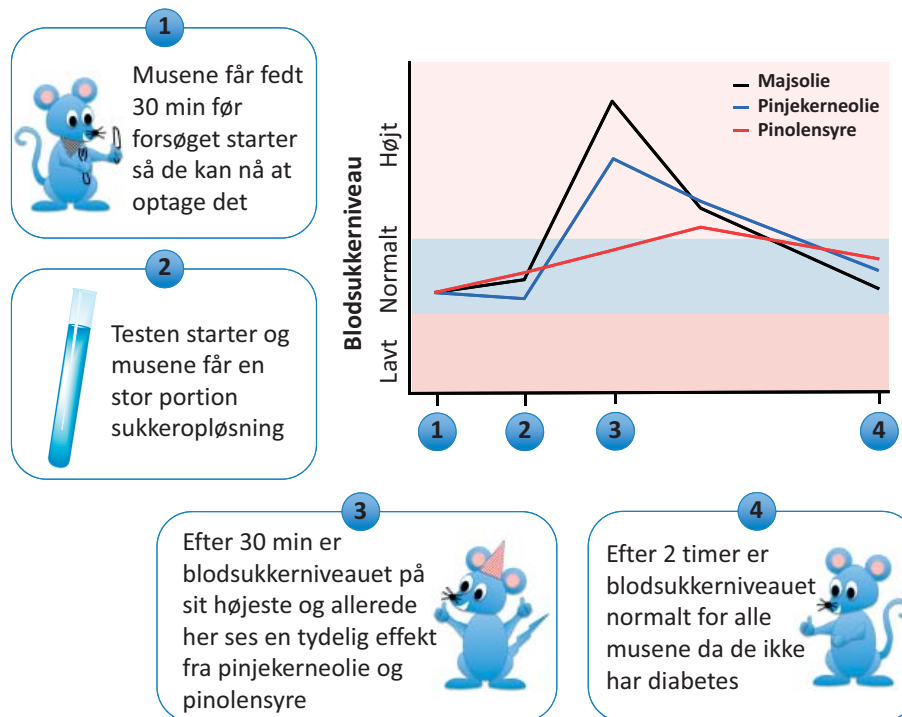 1
Musene får fedt
30 min før
forsøget starter
så de kan nå at
optage det
2
Testen starter og
musene får en
stor portion
sukkeropløsning
Blodsukkerniveau
Højt
Normalt
Lavt
Majsolie
Pinjekerneolie
Pinolensyre
1
2
3
4
3
Efter 30 min er
blodsukkerniveauet på
sit højeste og allerede
her ses en tydelig effekt
fra pinjekerneolie og
pinolensyre
4
Efter 2 timer er
blodsukkerniveauet
normalt for alle
musene da de ikke
har diabetes